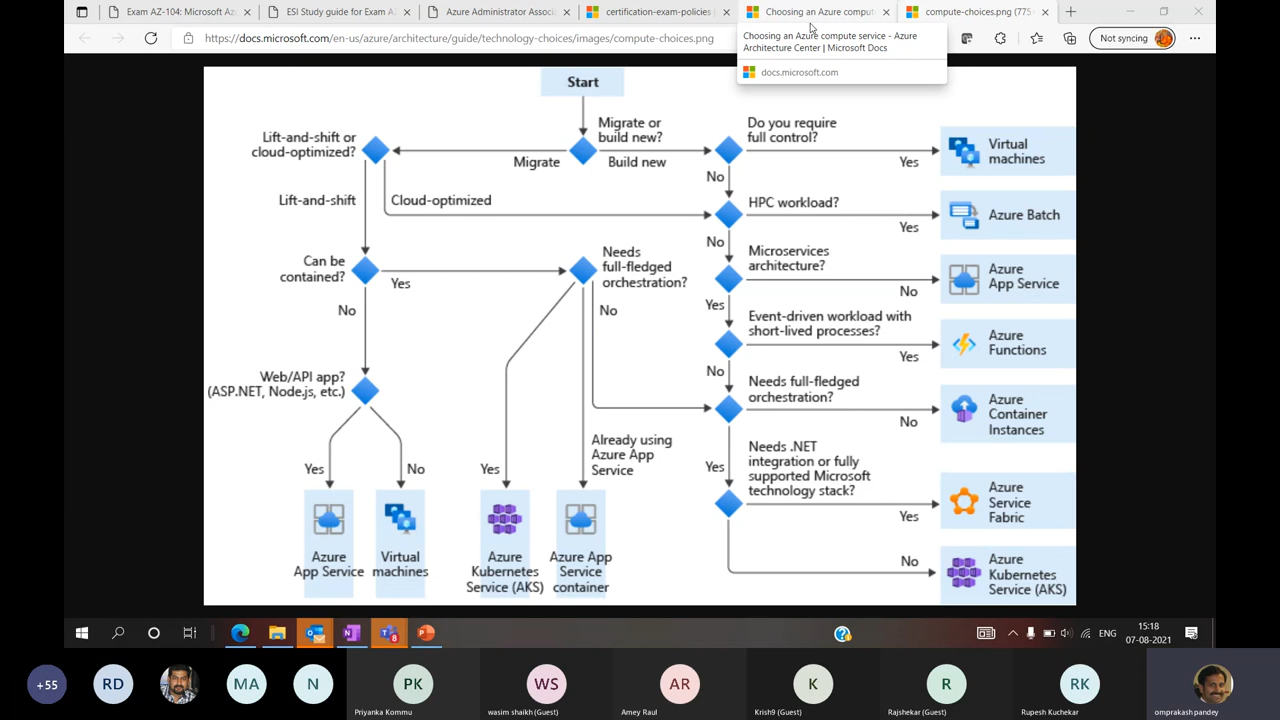 Exam AZ-104: Microsoft Az
ESI Study guide for Exam A
Azure Administrator Associ
certification-exam-policies
Choosing an Azure comput
compute-choices.png (775
https://docs.microsoft.com/en-us/azure/architecture/guide/technology-choices/images/compute-choices.png
Not syncing
Choosing an Azure compute service - Azure
Architecture Center | Microsoft Docs
docs.microsoft.com
Start
Migrate or
build new?
Migrate
Build new
Lift-and-shift or
cloud-optimized?
Lift-and-shift
Cloud-optimized
Do you require
full control?
Yes
No
Virtual
machines
HPC workload?
Yes
No
Azure Batch
Can be
contained?
Yes
No
Needs
full-fledged
orchestration?
No
Microservices
architecture?
No
Yes
Azure
App Service
Event-driven workload with
short-lived processes?
Yes
No
Azure
Functions
Web/API app?
(ASP.NET, Node.js, etc.)
Needs full-fledged
orchestration?
No
Yes
Azure
Container
Instances
Already using
Azure App
Service
Yes
No
Yes
Needs .NET
integration or fully
supported Microsoft
technology stack?
Yes
No
Azure
Service
Fabric
Azure
App Service
Virtual
machines
Azure
Kubernetes
Service (AKS)
Azure App
Service
container
Azure
Kubernetes
Service (AKS)
8
ENG
15:18
07-08-2021
+55
RD
MA
N
PK
Priyanka Kommu
WS
wasim shaikh (Guest)
AR
Amey Raul
K
Krish9 (Guest)
R
Rajshekar (Guest)
RK
Rupesh Kuchekar
omprakash pandey